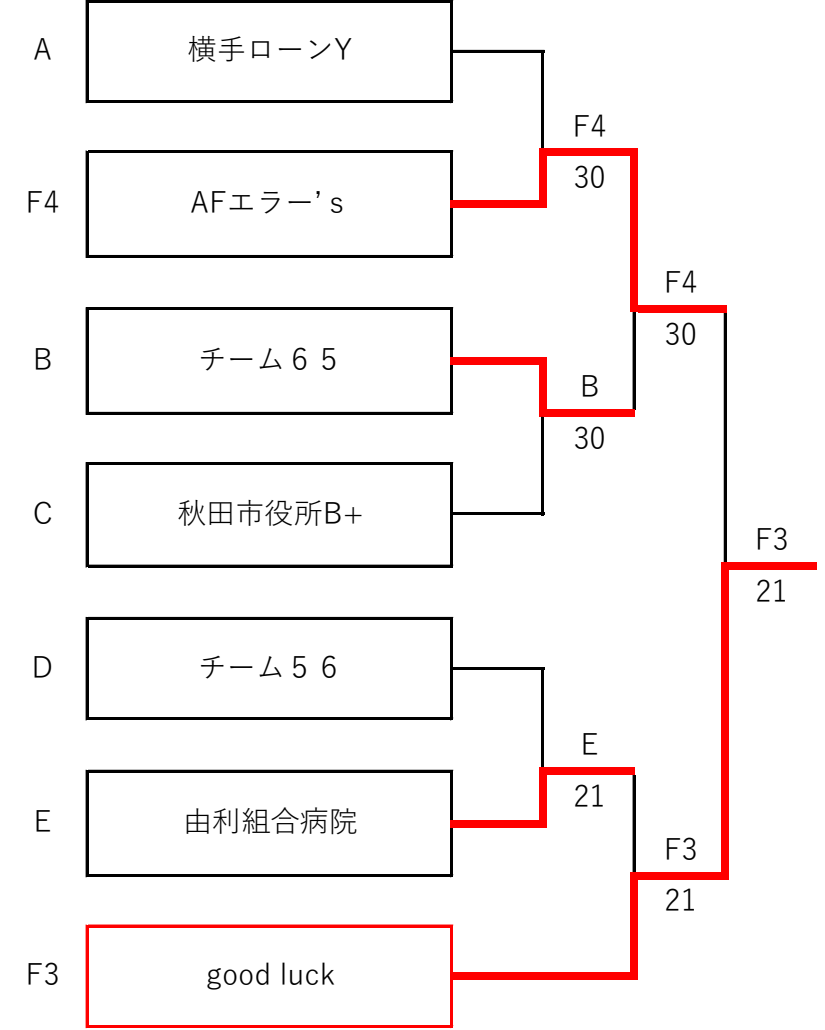 A 横手ローンY
F4
30
F4 AFエラー’s
F4
30
B チーム６５
B
30
C 秋田市役所B+
F3
21
D チーム５６
E
21
E 由利組合病院
F3
21
F3 good luck